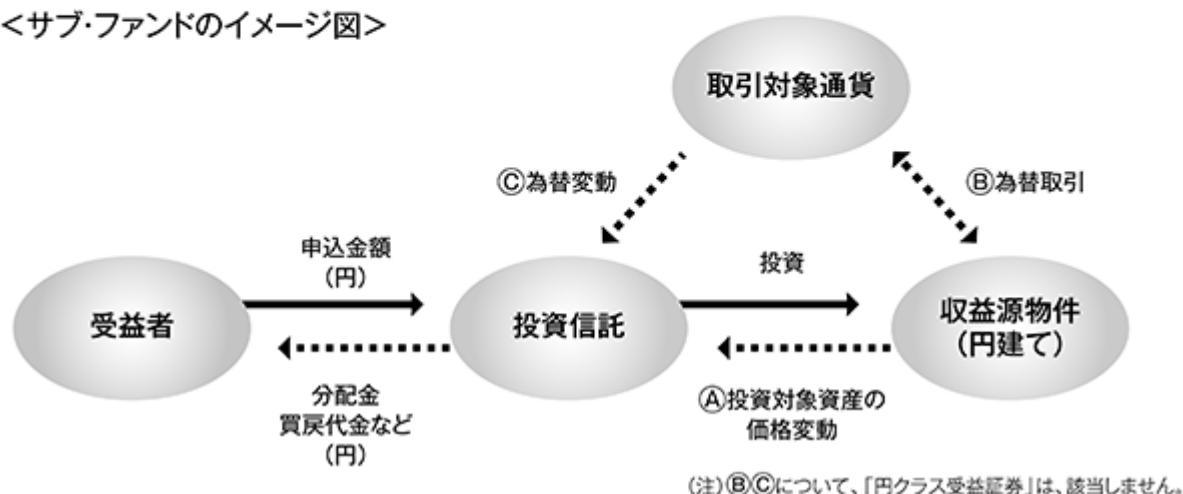 <サブ・ファンドのイメージ図>
取引対象通貨
Ⓒ為替変動
Ⓑ為替取引
申込金額
(円)
投資
受益者
投資信託
収益源物件
(円建て)
分配金
買戻代金など
(円)
Ⓐ投資対象資産の
価格変動
(注)ⒷⒸについて、「円クラス受益証券」は、該当しません。